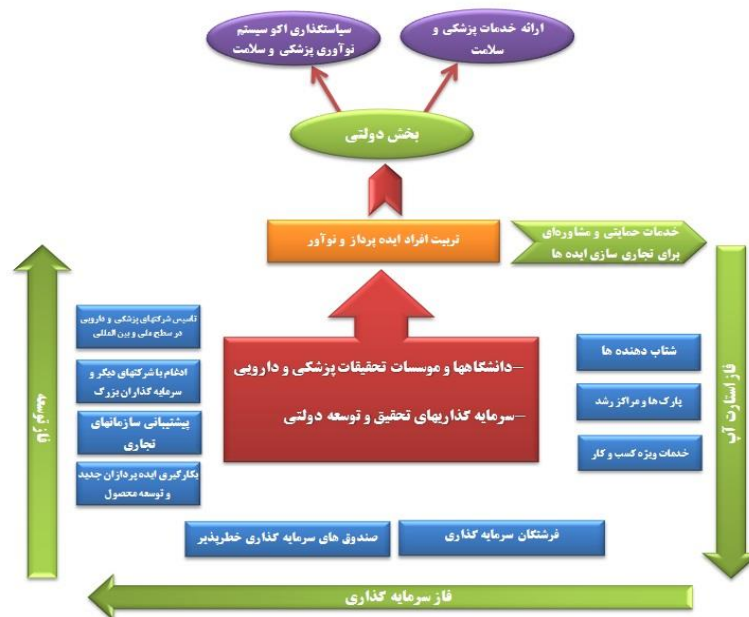 ارائه خدمات پزشکی و
سلامت
سیاستگذاری اکو سیستم
نوآوری پزشکی و سلامت
بخش دولتی
تربیت افراد ایده پرداز و نوآور
خدمات حمایتی و مشاوره‌ای
برای تجاری سازی ایده ها
–دانشگاهها و موسسات تحقیقات پزشکی و دارویی
–سرمایه گذاریهای تحقیق و توسعه دولتی
فاز استارت آپ
شتاب دهنده ها
پارک ها و مراکز رشد
خدمات ویژه کسب و کار
فرشتگان سرمایه گذاری
صندوق های سرمایه گذاری خطرپذیر
فاز سرمایه گذاری
تاسیس شرکتهای پزشکی و دارویی
در سطح ملی و بین المللی
ادغام با شرکتهای دیگر و
سرمایه گذاران بزرگ
پیشتیبانی سازمانهای
تجاری
بکارگیری ایده پردازان جدید
و توسعه محصول
فاز توسعه